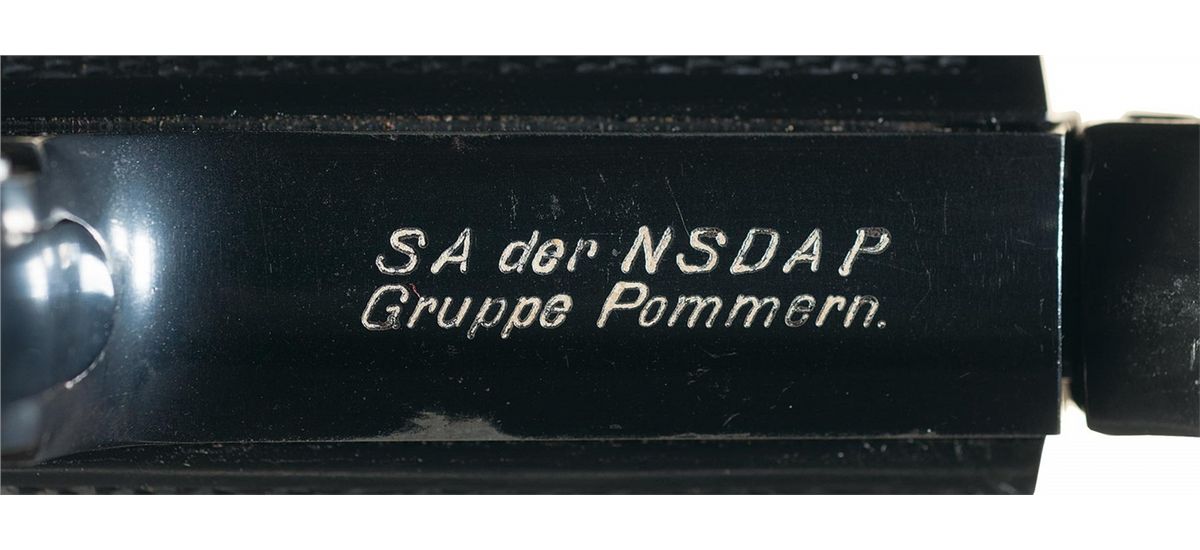 SA der NSDAP
Gruppe Pommern.